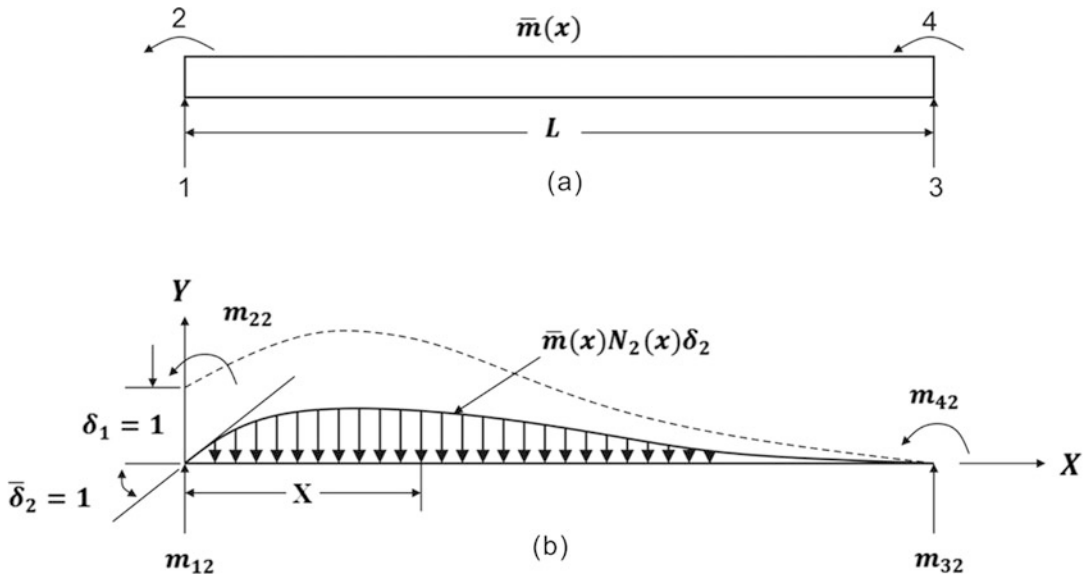 2 m̅(x) 4
L
1 (a) 3
Y
m₂₂
m̅(x)N₂(x)δ₂
m₄₂
δ₁ = 1
X
δ̅₂ = 1 X
m₁₂ (b) m₃₂